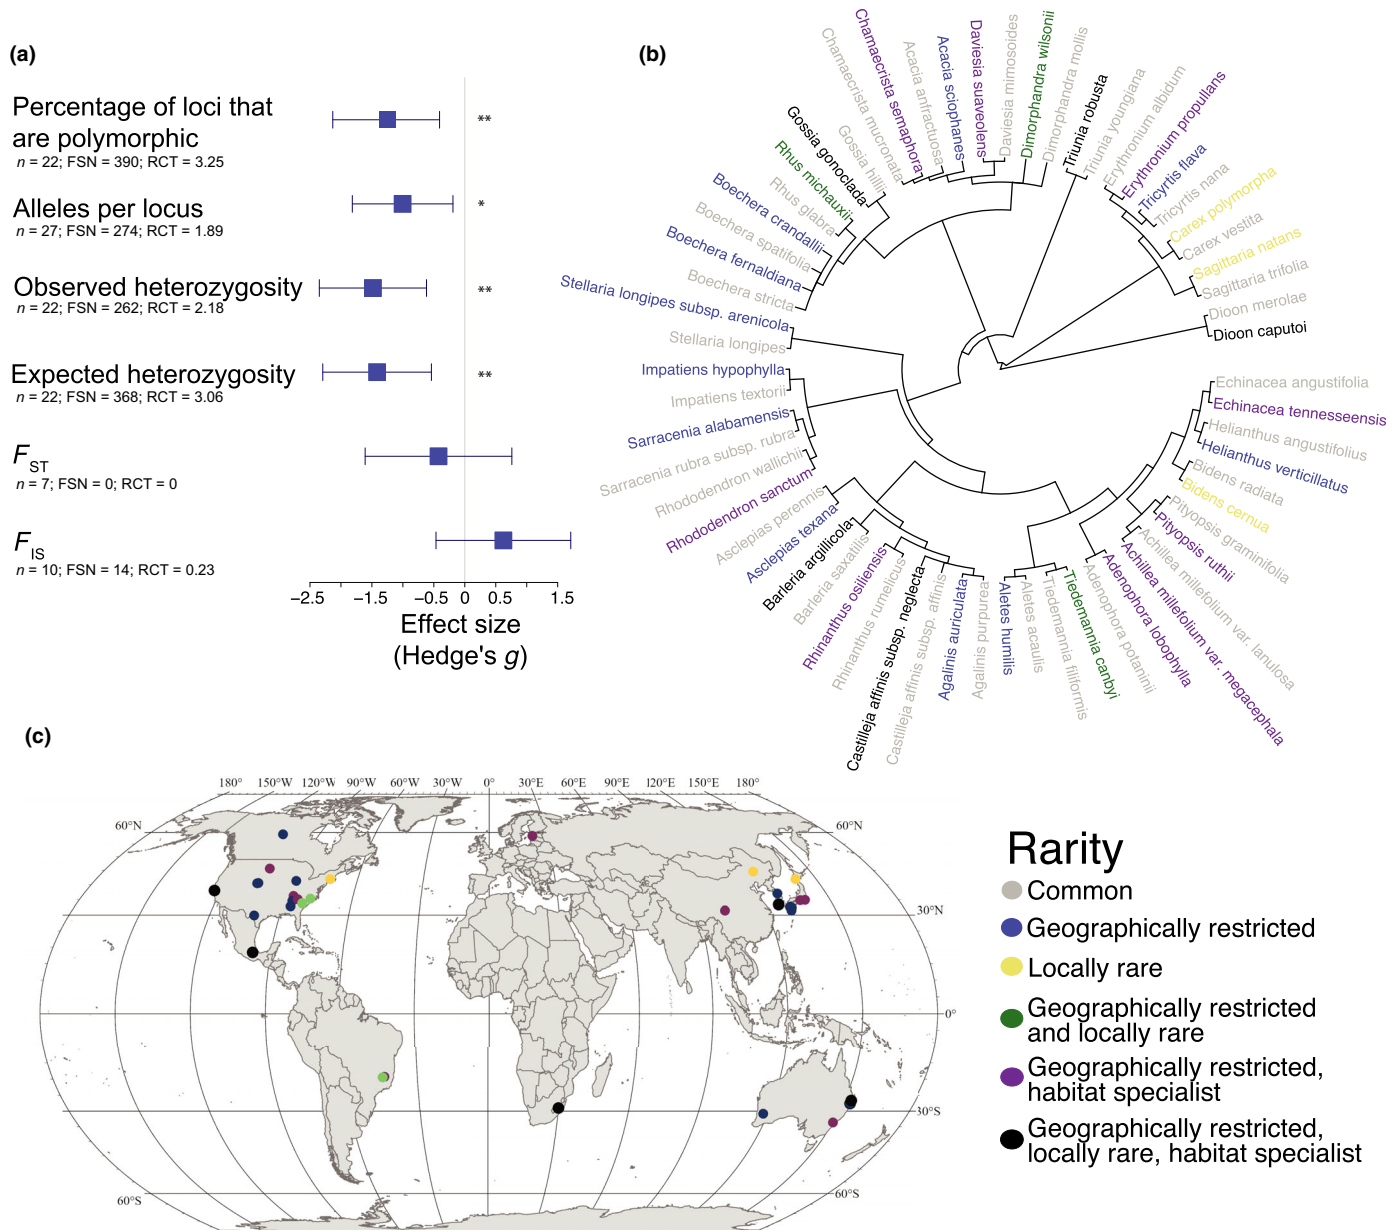 (a)
Percentage of loci that
are polymorphic
n = 22; FSN = 390; RCT = 3.25
**
Alleles per locus
n = 27; FSN = 274; RCT = 1.89
*
Observed heterozygosity
n = 22; FSN = 262; RCT = 2.18
**
Expected heterozygosity
n = 22; FSN = 368; RCT = 3.06
**
FST
n = 7; FSN = 0; RCT = 0
FIS
n = 10; FSN = 14; RCT = 0.23
−2.5 −1.5 −0.5 0 0.5 1.5
Effect size
(Hedge's g)
(b)
Stellaria longipes
Stellaria longipes subsp. arenicola
Boechera stricta
Boechera fernaldiana
Boechera spatifolia
Boechera crandallii
Rhus glabra
Rhus michauxii
Gossia gonoclada
Gossia hillii
Chamaecrista mucronata
Chamaecrista semaphora
Acacia anfractuosa
Acacia sciophanes
Daviesia suaveolens
Daviesia mimosoides
Dimorphandra wilsonii
Dimorphandra mollis
Triunia robusta
Triunia youngiana
Erythronium albidum
Erythronium propullans
Tricyrtis flava
Tricyrtis nana
Carex polymorpha
Carex vestita
Sagittaria natans
Sagittaria trifolia
Dioon merolae
Dioon caputoi
Echinacea angustifolia
Echinacea tennesseensis
Helianthus angustifolius
Helianthus verticillatus
Bidens radiata
Bidens cernua
Pityopsis graminifolia
Pityopsis ruthii
Achillea millefolium var. lanulosa
Achillea millefolium var. megacephala
Adenophora lobophylla
Adenophora potaninii
Tiedemannia canbyi
Tiedemannia filiformis
Aletes acaulis
Aletes humilis
Agalinis purpurea
Agalinis auriculata
Castilleja affinis subsp. affinis
Castilleja affinis subsp. neglecta
Rhinanthus rumelicus
Rhinanthus osiliensis
Barleria saxatilis
Barleria argillicola
Asclepias texana
Asclepias perennis
Rhododendron sanctum
Rhododendron wallichii
Sarracenia rubra subsp. rubra
Sarracenia alabamensis
Impatiens textorii
Impatiens hypophylla
(c)
180° 150°W 120°W 90°W 60°W 30°W 0° 30°E 60°E 90°E 120°E 150°E 180°
60°N 60°N
30°N
0°
30°S
60°S 60°S
Rarity
Common
Geographically restricted
Locally rare
Geographically restricted
and locally rare
Geographically restricted,
habitat specialist
Geographically restricted,
locally rare, habitat specialist